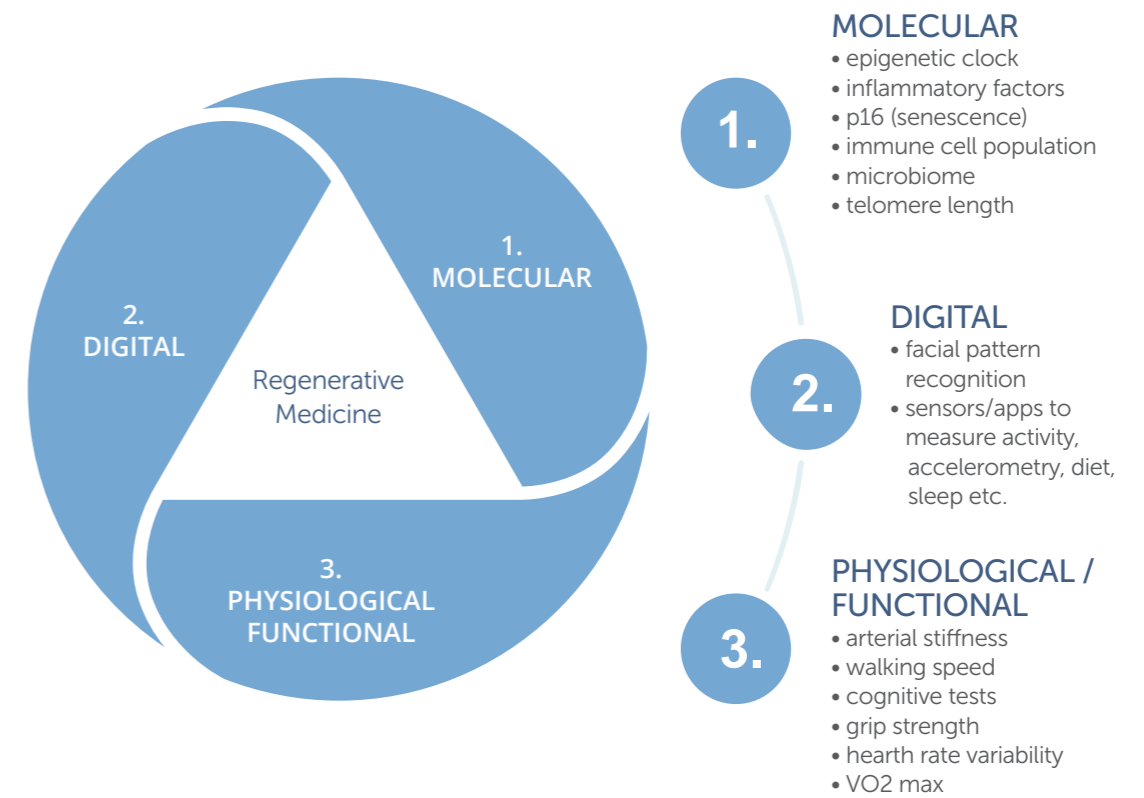 1.
MOLECULAR
2.
DIGITAL
Regenerative
Medicine
3.
PHYSIOLOGICAL
FUNCTIONAL
1.
MOLECULAR
• epigenetic clock
• inflammatory factors
• p16 (senescence)
• immune cell population
• microbiome
• telomere length
2.
DIGITAL
• facial pattern
recognition
• sensors/apps to
measure activity,
accelerometry, diet,
sleep etc.
3.
PHYSIOLOGICAL /
FUNCTIONAL
• arterial stiffness
• walking speed
• cognitive tests
• grip strength
• hearth rate variability
• VO2 max